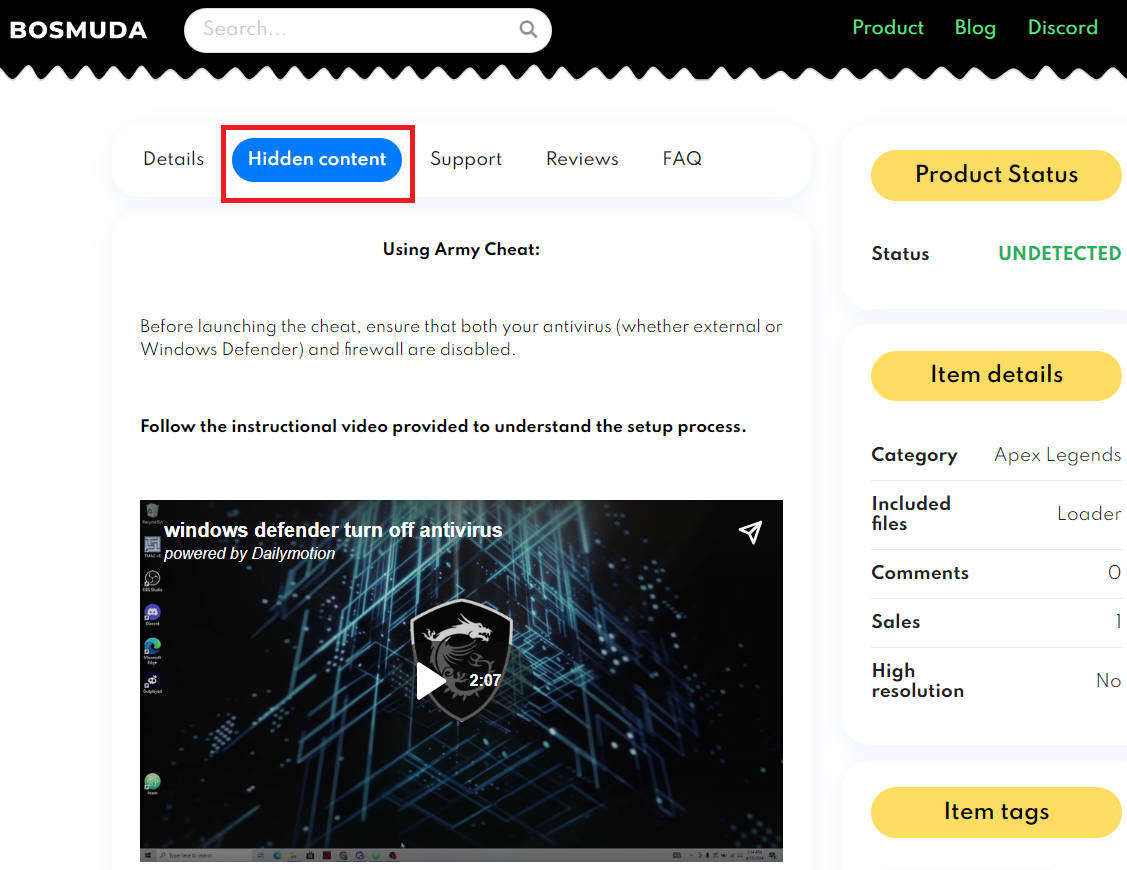 BOSMUDA
Search...
Product
Blog
Discord
Details
Hidden content
Support
Reviews
FAQ
Product Status
Status
UNDETECTED
Using Army Cheat:
Before launching the cheat, ensure that both your antivirus (whether external or
Windows Defender) and firewall are disabled.
Follow the instructional video provided to understand the setup process.
windows defender turn off antivirus
powered by Dailymotion
Recycle Bin
OBS Studio
Discord
Microsoft
Edge
2:07
Type here to search
Item details
Category
Apex Legends
Included
files
Loader
Comments
0
Sales
1
High
resolution
No
Item tags